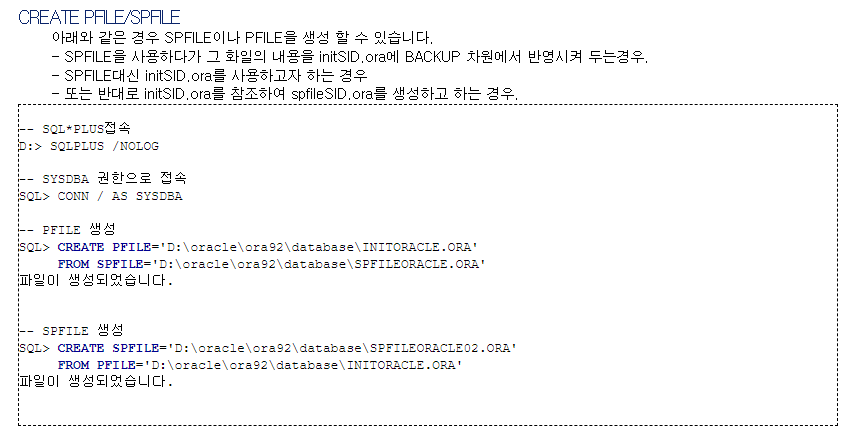 CREATE PFILE/SPFILE
아래와 같은 경우 SPFILE이나 PFILE을 생성 할 수 있습니다.
- SPFILE을 사용하다가 그 화일의 내용을 initSID.ora에 BACKUP 차원에서 반영시켜 두는경우.
- SPFILE대신 initSID.ora를 사용하고자 하는 경우
- 또는 반대로 initSID.ora를 참조하여 spfileSID.ora를 생성하고 하는 경우.
-- SQL*PLUS접속
D:> SQLPLUS /NOLOG
-- SYSDBA 권한으로 접속
SQL> CONN / AS SYSDBA
-- PFILE 생성
SQL> CREATE PFILE='D:\oracle\ora92\database\INITORACLE.ORA'
FROM SPFILE='D:\oracle\ora92\database\SPFILEORACLE.ORA'
파일이 생성되었습니다.
-- SPFILE 생성
SQL> CREATE SPFILE='D:\oracle\ora92\database\SPFILEORACLE02.ORA'
FROM PFILE='D:\oracle\ora92\database\INITORACLE.ORA'
파일이 생성되었습니다.